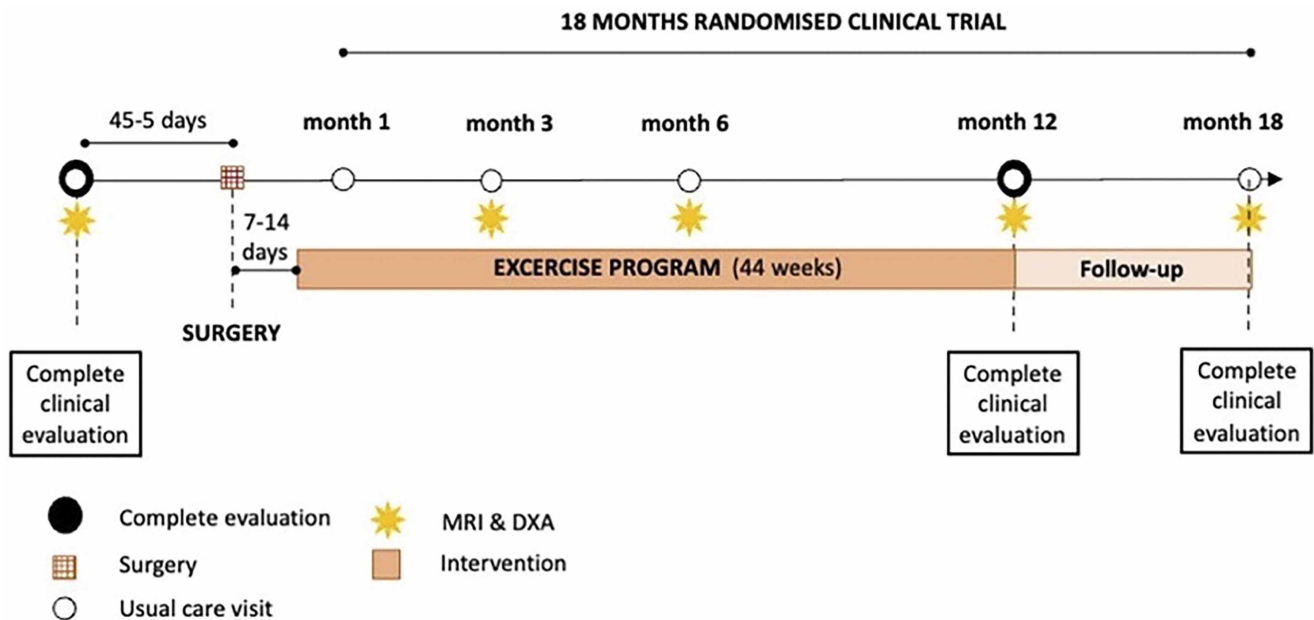 18 MONTHS RANDOMISED CLINICAL TRIAL
45-5 days
month 1
month 3
month 6
month 12
month 18
7-14
days
EXCERCISE PROGRAM (44 weeks)
Follow-up
SURGERY
Complete
clinical
evaluation
Complete
clinical
evaluation
Complete
clinical
evaluation
Complete evaluation
MRI & DXA
Surgery
Intervention
Usual care visit